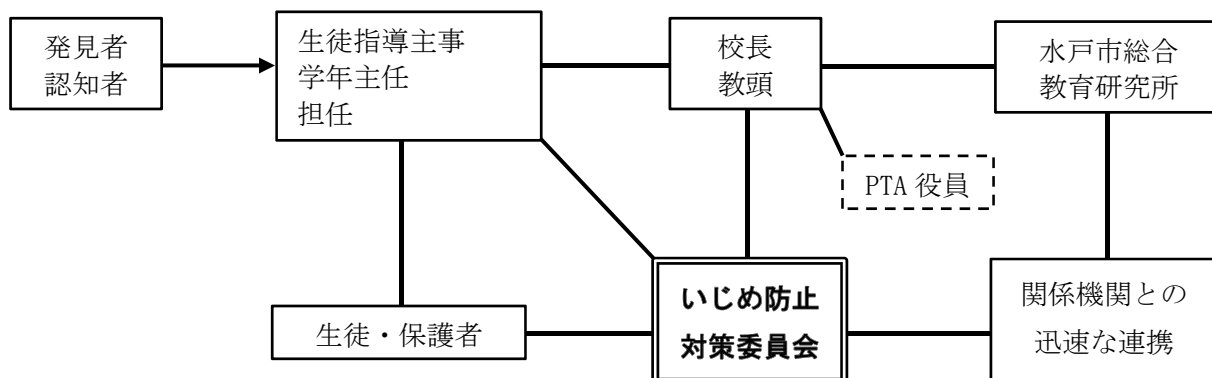 発見者
認知者
生徒指導主事
学年主任
担任
校長
教頭
水戸市総合
教育研究所
PTA 役員
生徒・保護者
いじめ防止
対策委員会
関係機関との
迅速な連携